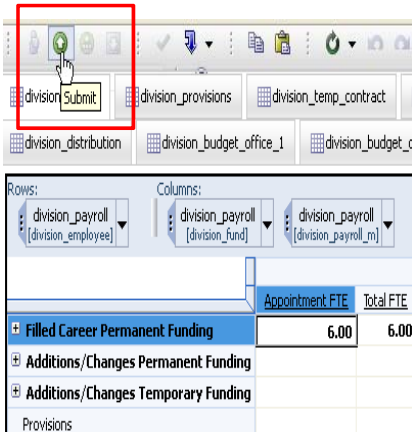 division Submit division_provisions division_temp_contract
division_distribution division_budget_office_1 division_budget_o
Rows: Columns:
division_payroll division_payroll division_payroll
[division_employee] [division_fund] [division_payroll_m]
Appointment FTE Total FTE
Filled Career Permanent Funding 6.00 6.00
Additions/Changes Permanent Funding
Additions/Changes Temporary Funding
Provisions